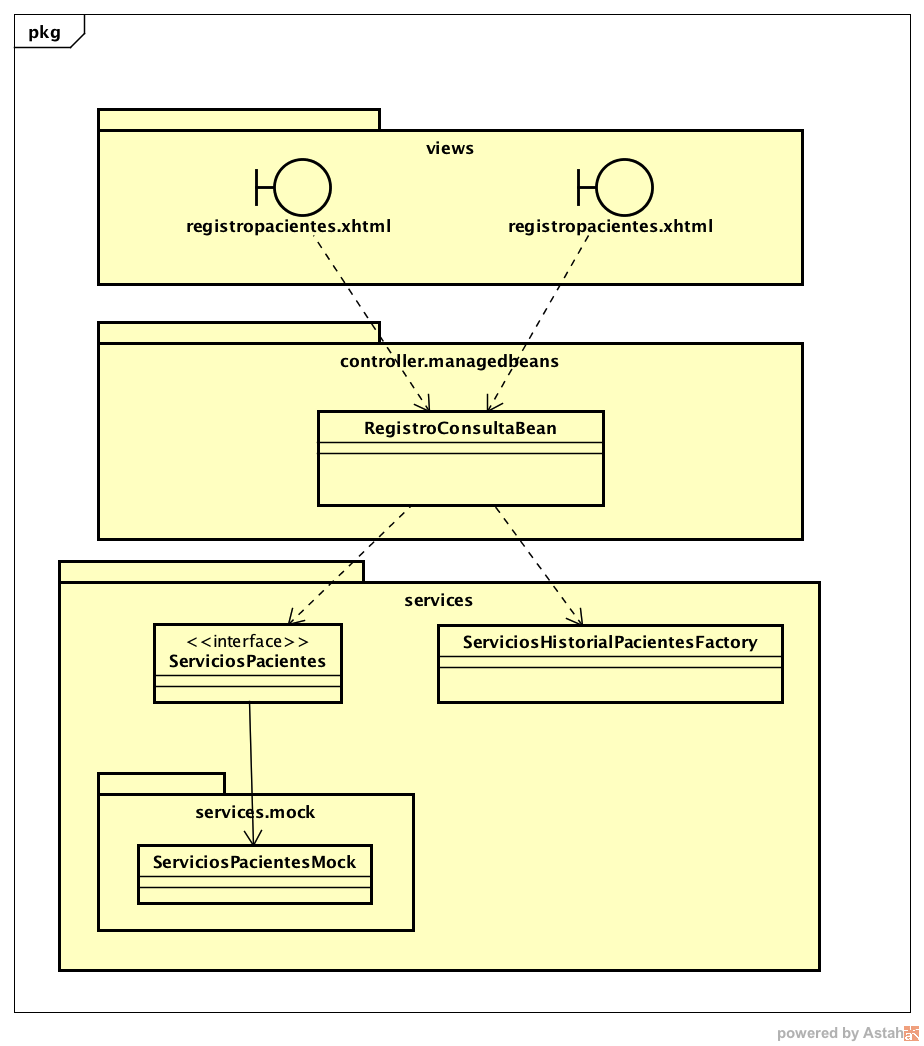 pkg
views
registropacientes.xhtml
registropacientes.xhtml
controller.managedbeans
RegistroConsultaBean
services
<<interface>>
ServiciosPacientes
ServiciosHistorialPacientesFactory
services.mock
ServiciosPacientesMock
powered by Astah